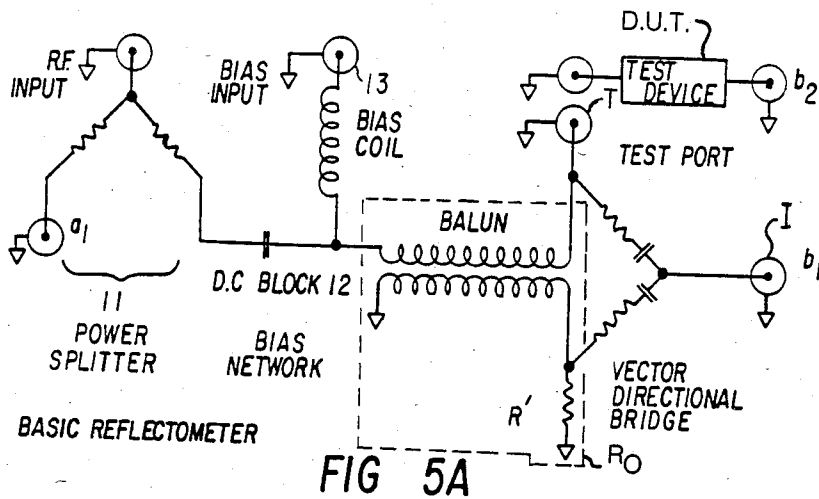 R.F.
INPUT
BIAS
INPUT
13
BIAS
COIL
D.U.T.
TEST
DEVICE
b2
T
TEST PORT
a1
11
POWER
SPLITTER
D.C BLOCK 12
BIAS
NETWORK
BALUN
I
b1
R'
VECTOR
DIRECTIONAL
BRIDGE
RO
BASIC REFLECTOMETER
FIG 5A